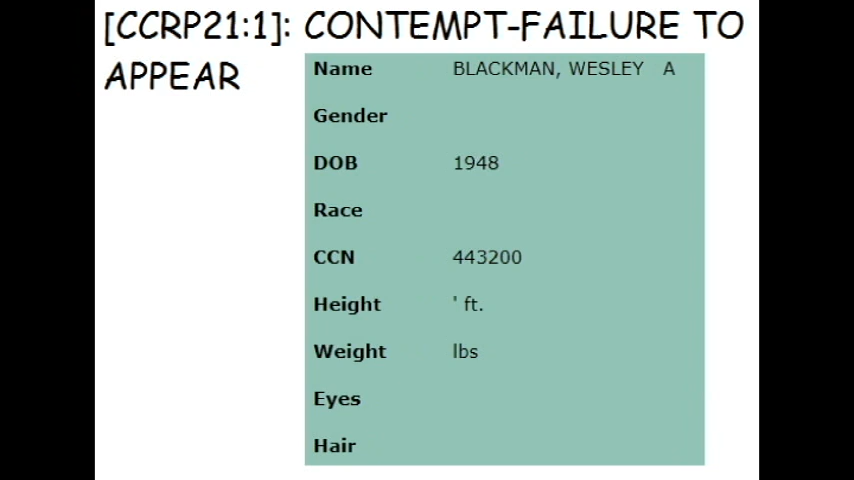 [CCRP21:1]: CONTEMPT-FAILURE TO
APPEAR
Name BLACKMAN, WESLEY A
Gender
DOB 1948
Race
CCN 443200
Height ' ft.
Weight lbs
Eyes
Hair